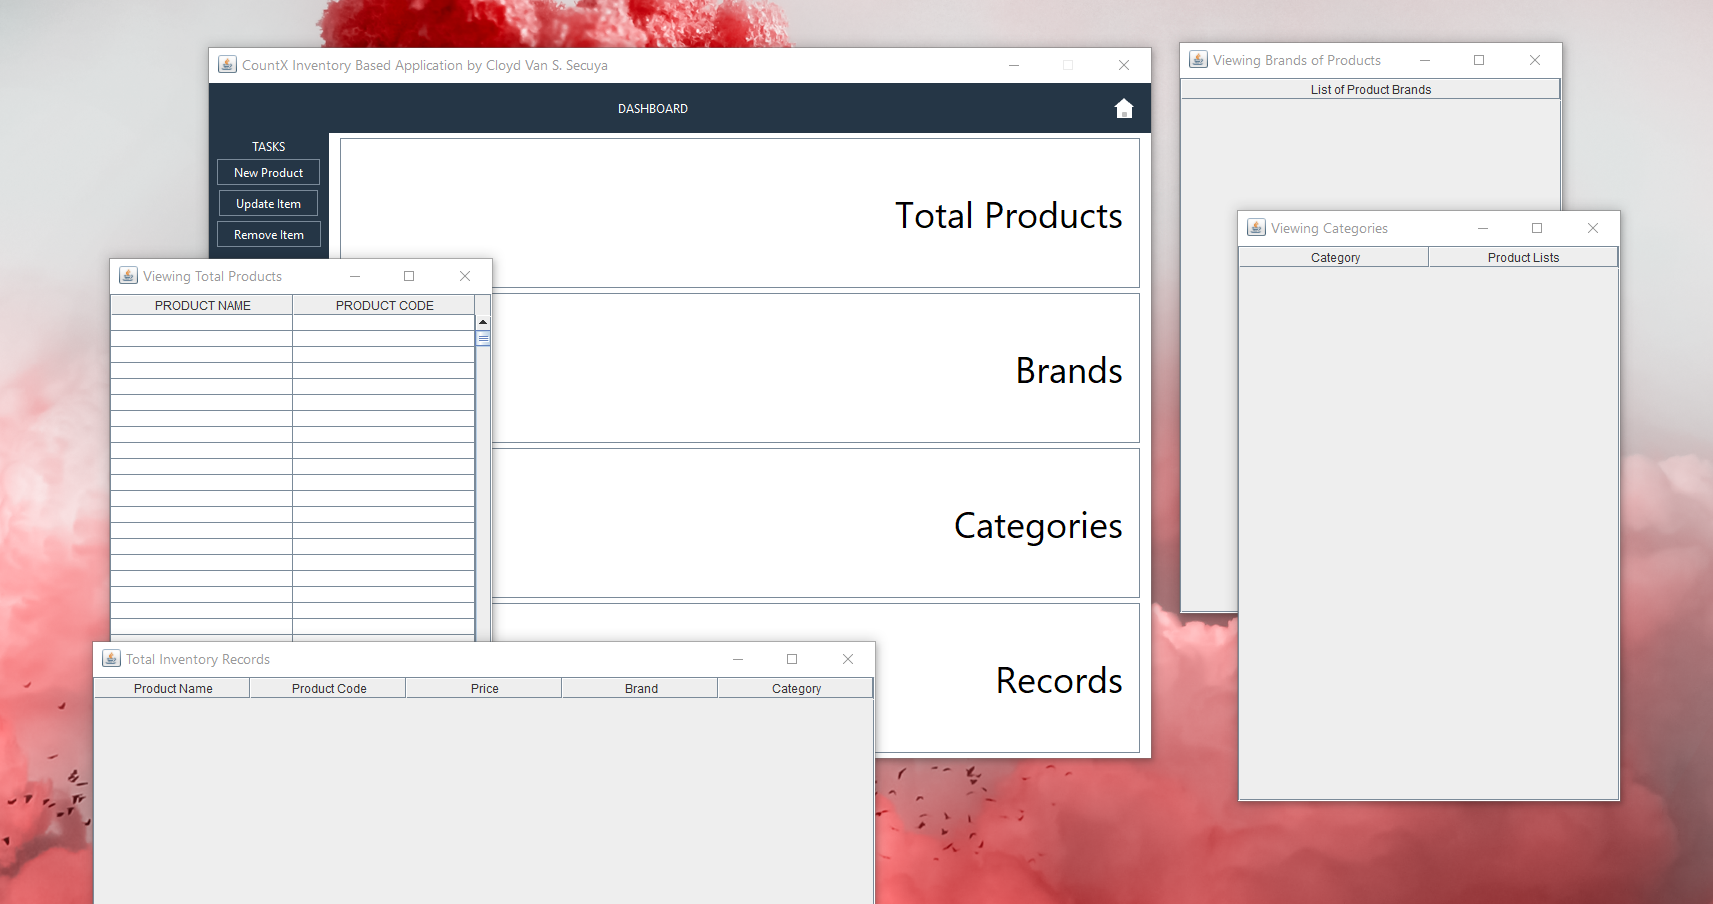 CountX Inventory Based Application by Cloyd Van S. Secuya
DASHBOARD
TASKS
New Product
Update Item
Remove Item
Total Products
Brands
Categories
Records
Viewing Total Products
PRODUCT NAME PRODUCT CODE
Total Inventory Records
Product Name Product Code Price Brand Category
Viewing Brands of Products
List of Product Brands
Viewing Categories
Category Product Lists